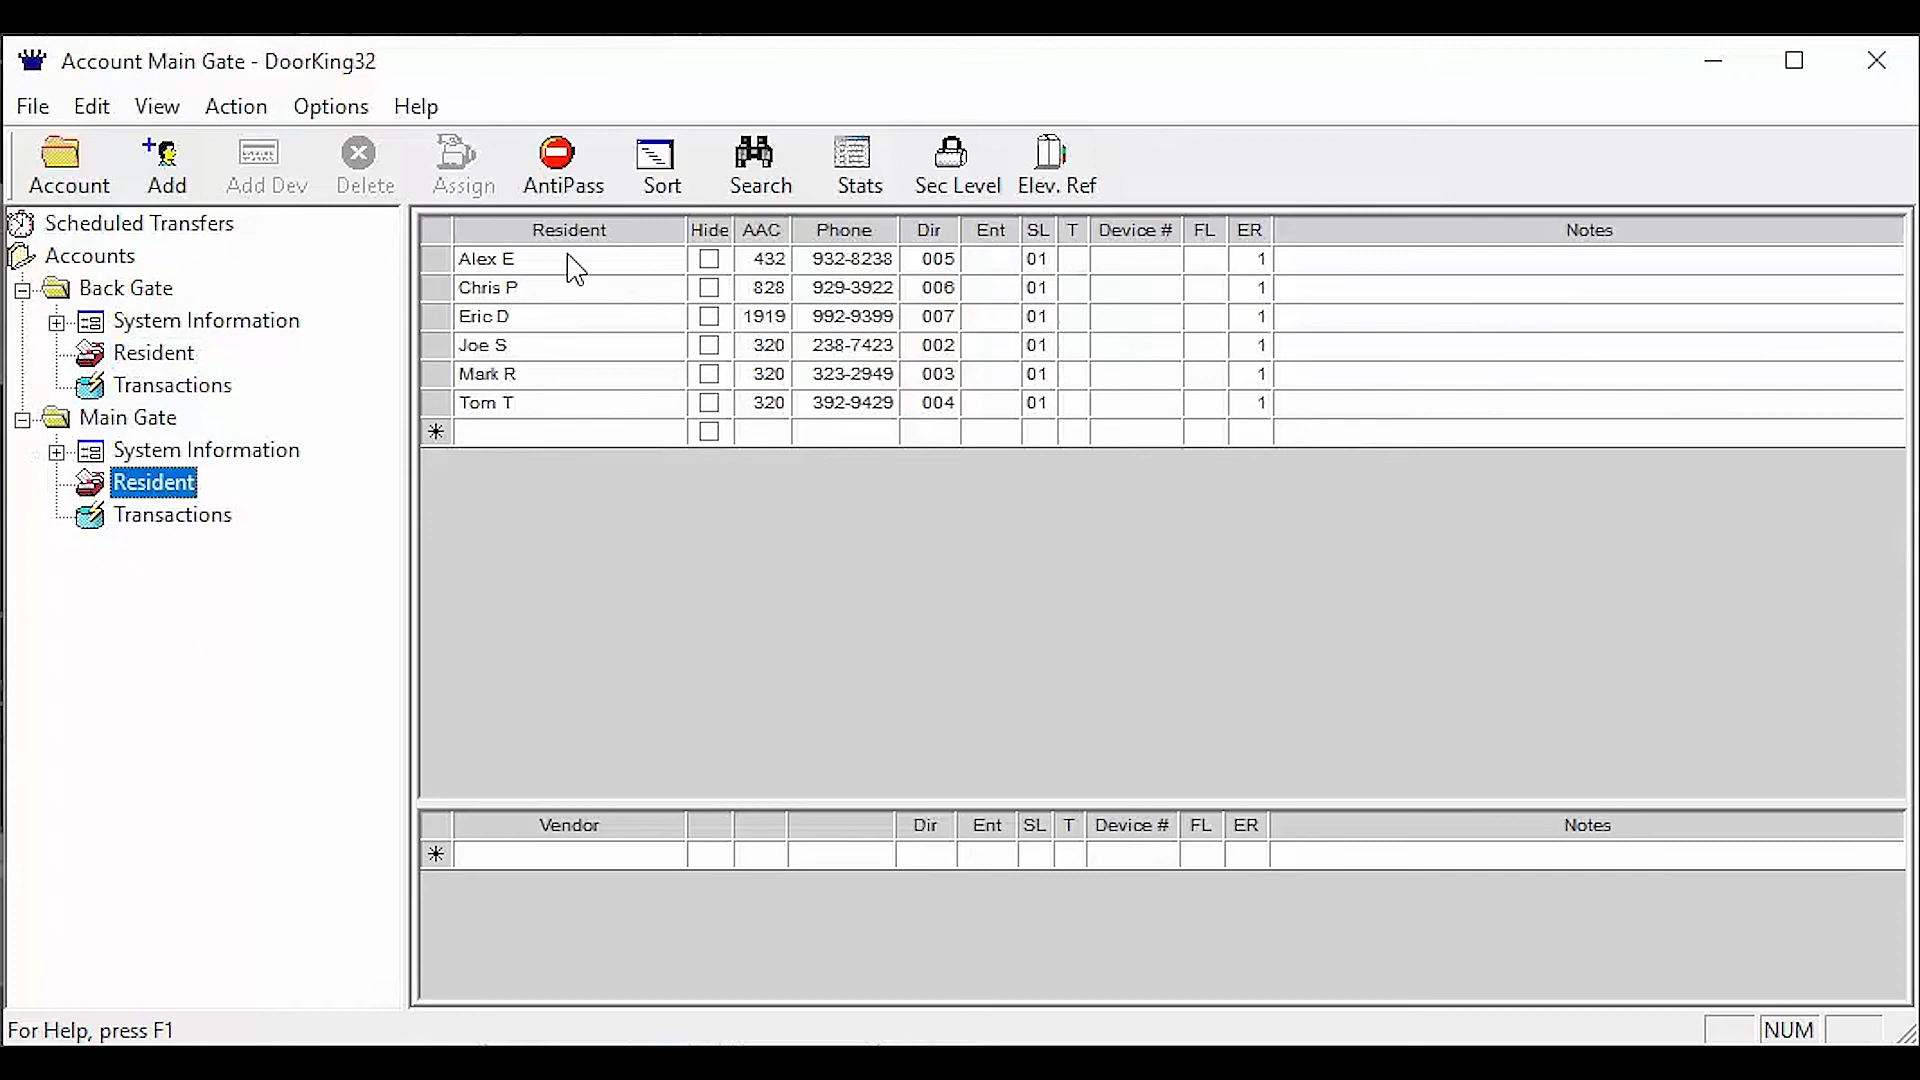 Account Main Gate - DoorKing32
File Edit View Action Options Help
Account Add Add Dev Delete Assign AntiPass Sort Search Stats Sec Level Elev. Ref
Scheduled Transfers
Accounts
Back Gate
System Information
Resident
Transactions
Main Gate
System Information
Resident
Transactions
Resident Hide AAC Phone Dir Ent SL T Device # FL ER Notes
Alex E 432 932-8238 005 01 1
Chris P 828 929-3922 006 01 1
Eric D 1919 992-9399 007 01 1
Joe S 320 238-7423 002 01 1
Mark R 320 323-2949 003 01 1
Tom T 320 392-9429 004 01 1
Vendor Dir Ent SL T Device # FL ER Notes
For Help, press F1
NUM